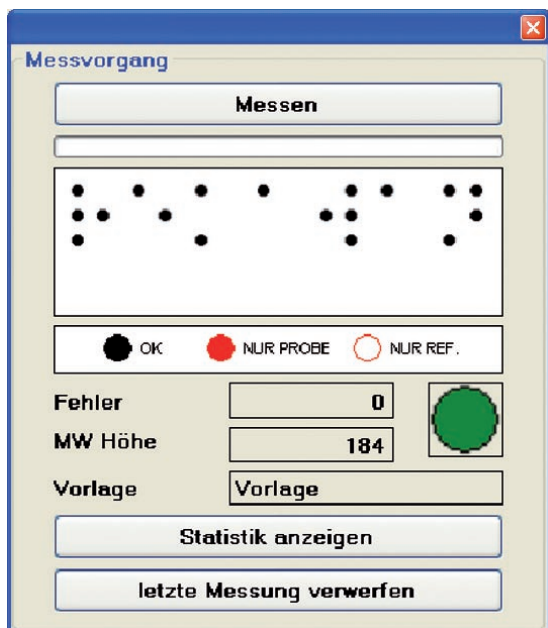 Messvorgang
Messen
⠗⠑⠅⠁⠺⠁⠝
OK NUR PROBE NUR REF.
Fehler 0
MW Höhe 184
Vorlage Vorlage
Statistik anzeigen
letzte Messung verwerfen